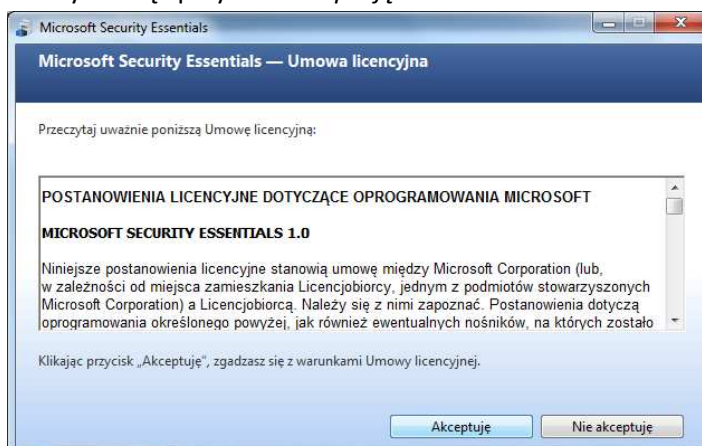 Microsoft Security Essentials
Microsoft Security Essentials — Umowa licencyjna
Przeczytaj uważnie poniższą Umowę licencyjną:
POSTANOWIENIA LICENCYJNE DOTYCZĄCE OPROGRAMOWANIA MICROSOFT
MICROSOFT SECURITY ESSENTIALS 1.0
Niniejsze postanowienia licencyjne stanowią umowę między Microsoft Corporation (lub,
w zależności od miejsca zamieszkania Licencjobiorcy, jednym z podmiotów stowarzyszonych
Microsoft Corporation) a Licencjobiorcą. Należy się z nimi zapoznać. Postanowienia dotyczą
oprogramowania określonego powyżej, jak również ewentualnych nośników, na których zostało
Klikając przycisk „Akceptuję”, zgadzasz się z warunkami Umowy licencyjnej.
Akceptuję
Nie akceptuję